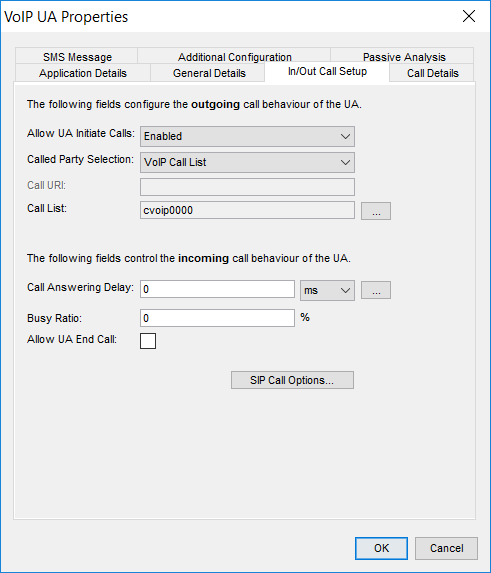 VoIP UA Properties
SMS Message Additional Configuration Passive Analysis
Application Details General Details In/Out Call Setup Call Details
The following fields configure the outgoing call behaviour of the UA.
Allow UA Initiate Calls: Enabled
Called Party Selection: VoIP Call List
Call URI:
Call List: cvoip0000 ...
The following fields control the incoming call behaviour of the UA.
Call Answering Delay: 0 ms ...
Busy Ratio: 0 %
Allow UA End Call:
SIP Call Options...
OK Cancel